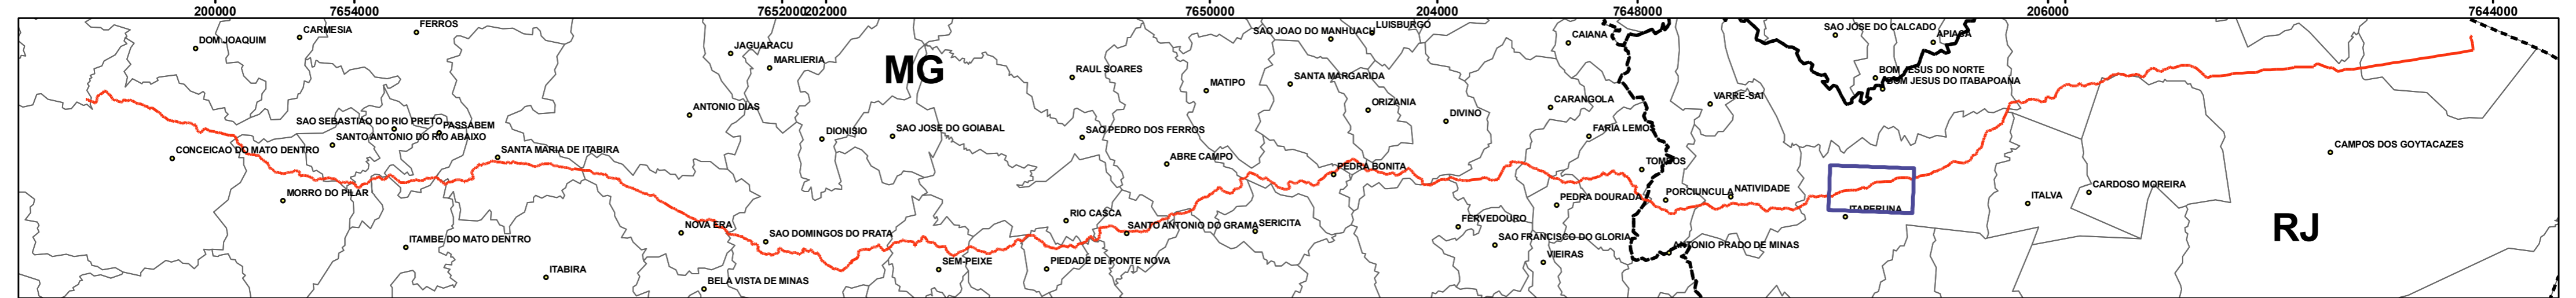 200000 7654000 7652000 202000 7650000 204000 7648000 206000 7644000
FERROS
CARMESIA
DOM JOAQUIM
JAGUARACU
MARLIERIA
MG
RAUL SOARES
MATIPO
SAO JOAO DO MANHUACU
LUISBURGO
SANTA MARGARIDA
CAIANA
SAO JOSE DO CALCADO
APIACA
BOM JESUS DO NORTE
BOM JESUS DO ITABAPOANA
ANTONIO DIAS
ORIZANIA
CARANGOLA
VARRE-SAI
SAO SEBASTIAO DO RIO PRETO
PASSABEM
SANTO ANTONIO DO RIO ABAIXO
DIONISIO
SAO JOSE DO GOIABAL
SAO PEDRO DOS FERROS
DIVINO
FARIA LEMOS
CONCEICAO DO MATO DENTRO
SANTA MARIA DE ITABIRA
ABRE CAMPO
PEDRA BONITA
TOMBOS
CAMPOS DOS GOYTACAZES
MORRO DO PILAR
PEDRA DOURADA
PORCIUNCULA
NATIVIDADE
ITAPERUNA
ITALVA
CARDOSO MOREIRA
RJ
NOVA ERA
SAO DOMINGOS DO PRATA
RIO CASCA
SANTO ANTONIO DO GRAMA
SERICITA
FERVEDOURO
SAO FRANCISCO DO GLORIA
ANTONIO PRADO DE MINAS
ITAMBE DO MATO DENTRO
VIEIRAS
ITABIRA
BELA VISTA DE MINAS
SEM-PEIXE
PIEDADE DE PONTE NOVA